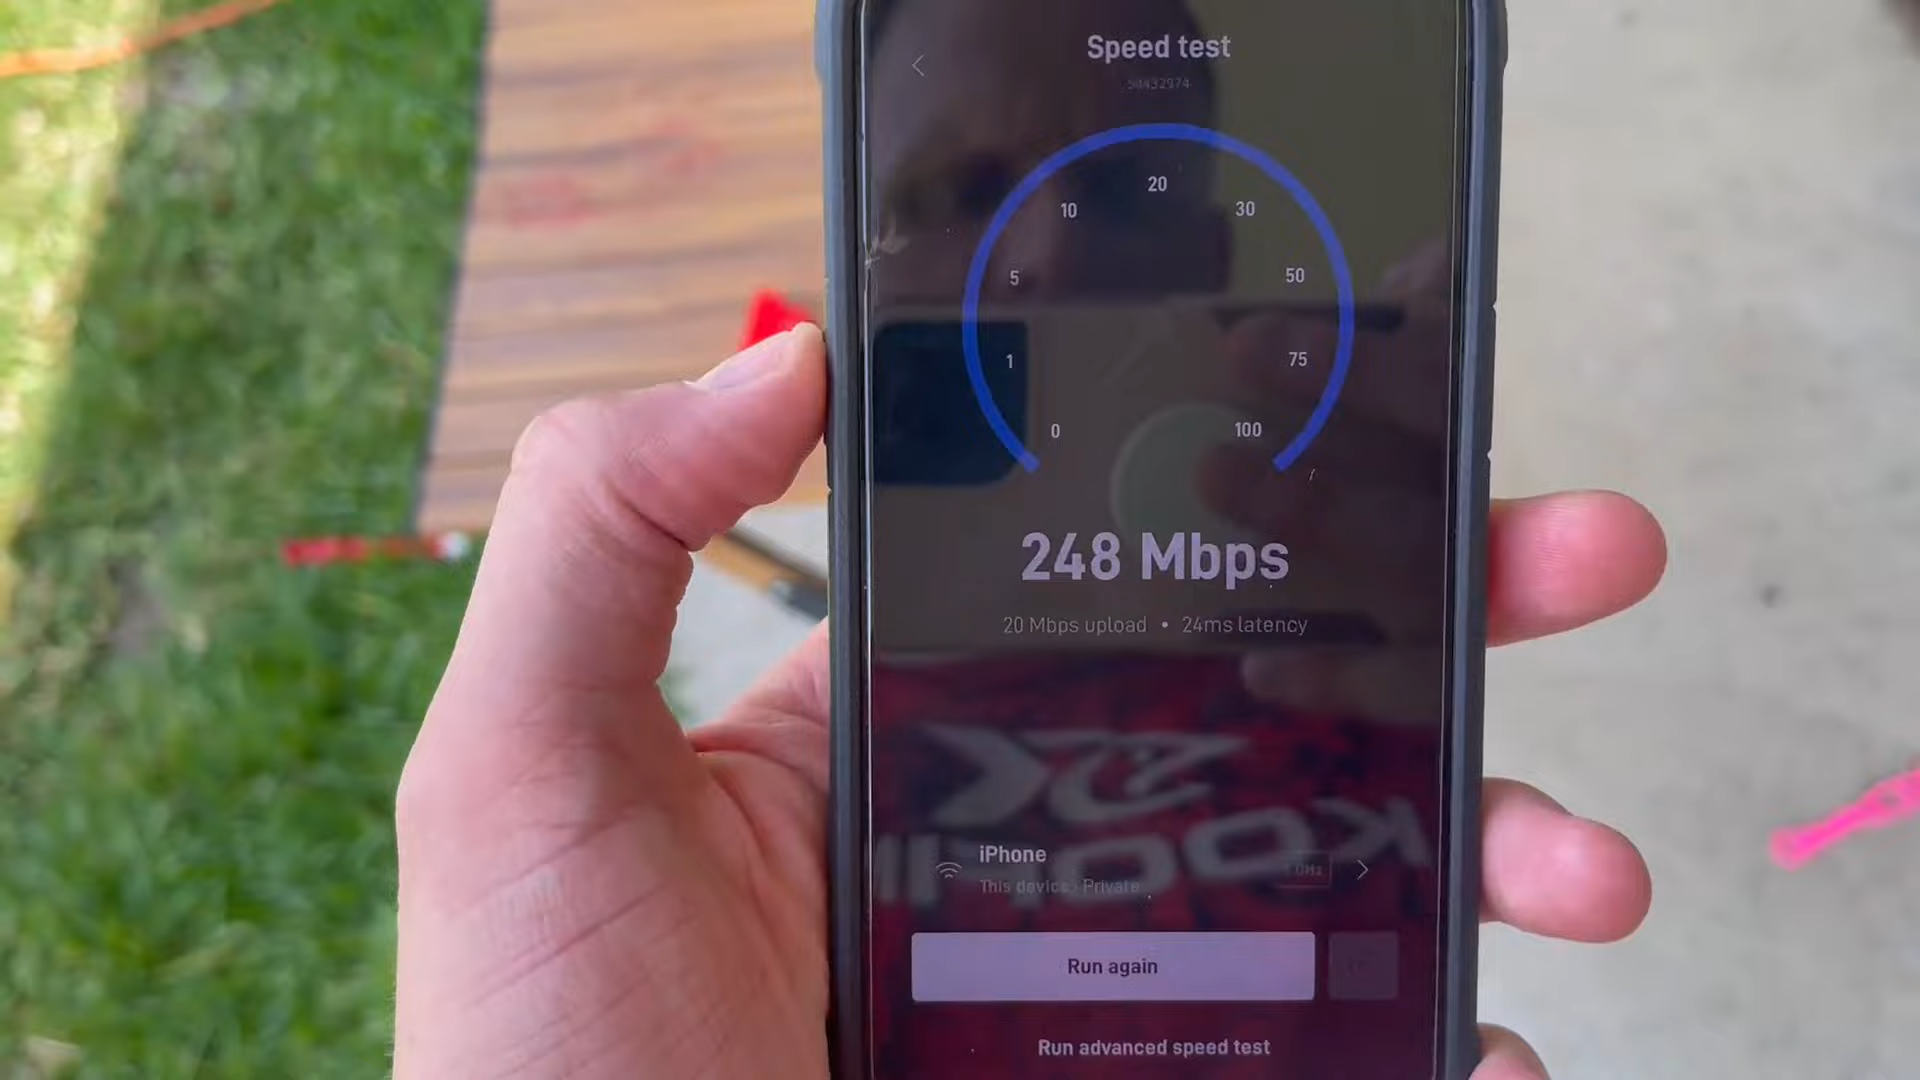 Speed test
20
10
30
5
50
1
75
0
100
248 Mbps
20 Mbps upload • 24ms latency
iPhone
This device · Private
Run again
Run advanced speed test